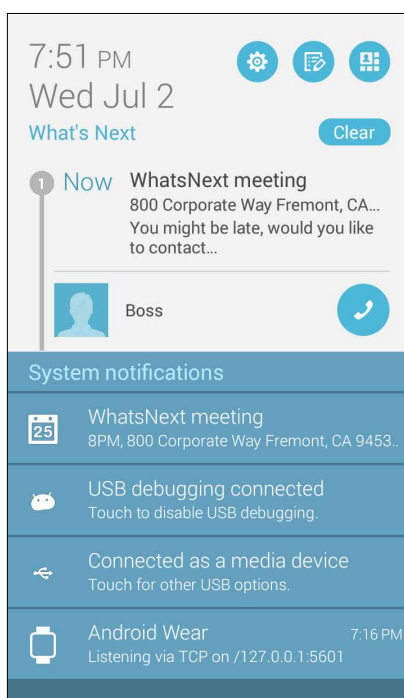 7:51 PM
Wed Jul 2
What's Next
Clear
1 Now WhatsNext meeting
800 Corporate Way Fremont, CA...
You might be late, would you like
to contact...
Boss
System notifications
25
WhatsNext meeting
8PM, 800 Corporate Way Fremont, CA 9453..
USB debugging connected
Touch to disable USB debugging.
Connected as a media device
Touch for other USB options.
Android Wear 7:16 PM
Listening via TCP on /127.0.0.1:5601